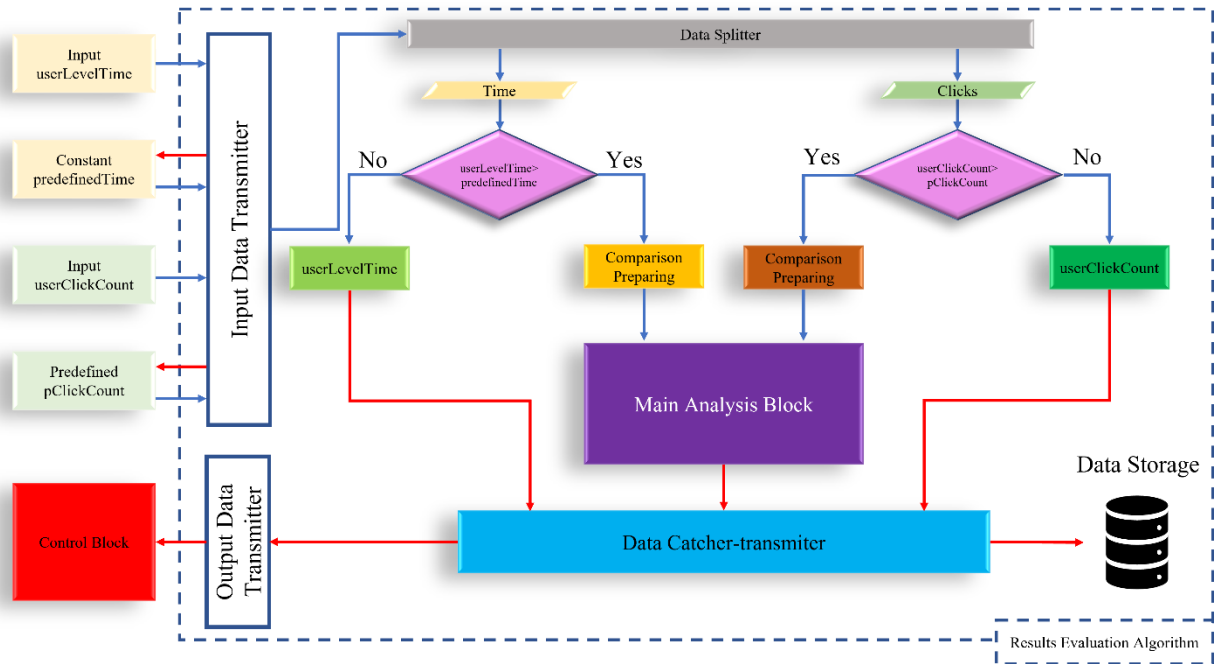 Input
userLevelTime
Constant
predefinedTime
Input
userClickCount
Predefined
pClickCount
Control Block
Input Data Transmitter
Output Data
Transmitter
Data Splitter
Time
Clicks
No
userLevelTime>
predefinedTime
Yes
Yes
userClickCount>
pClickCount
No
userLevelTime
Comparison
Preparing
Comparison
Preparing
userClickCount
Main Analysis Block
Data Storage
Data Catcher-transmiter
Results Evaluation Algorithm